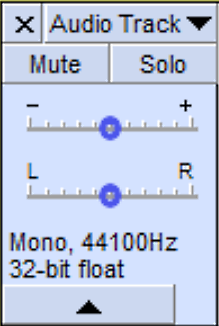 X Audio Track
Mute Solo
- +
L R
Mono, 44100Hz
32-bit float